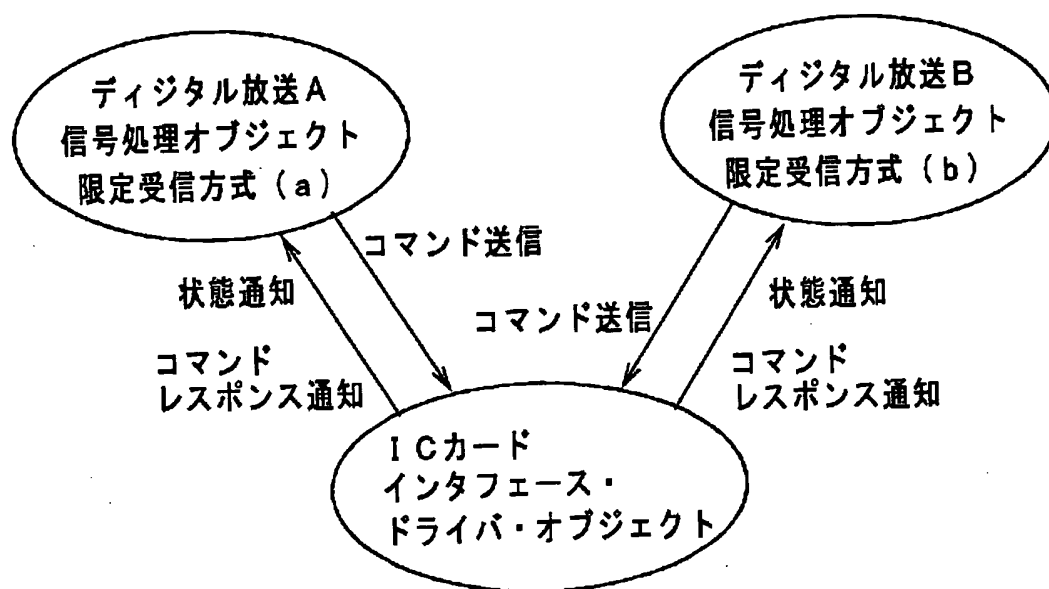 ディジタル放送A
信号処理オブジェクト
限定受信方式(a)
ディジタル放送B
信号処理オブジェクト
限定受信方式(b)
コマンド送信
状態通知
コマンド
レスポンス通知
コマンド送信
状態通知
コマンド
レスポンス通知
ICカード
インタフェース・
ドライバ・オブジェクト